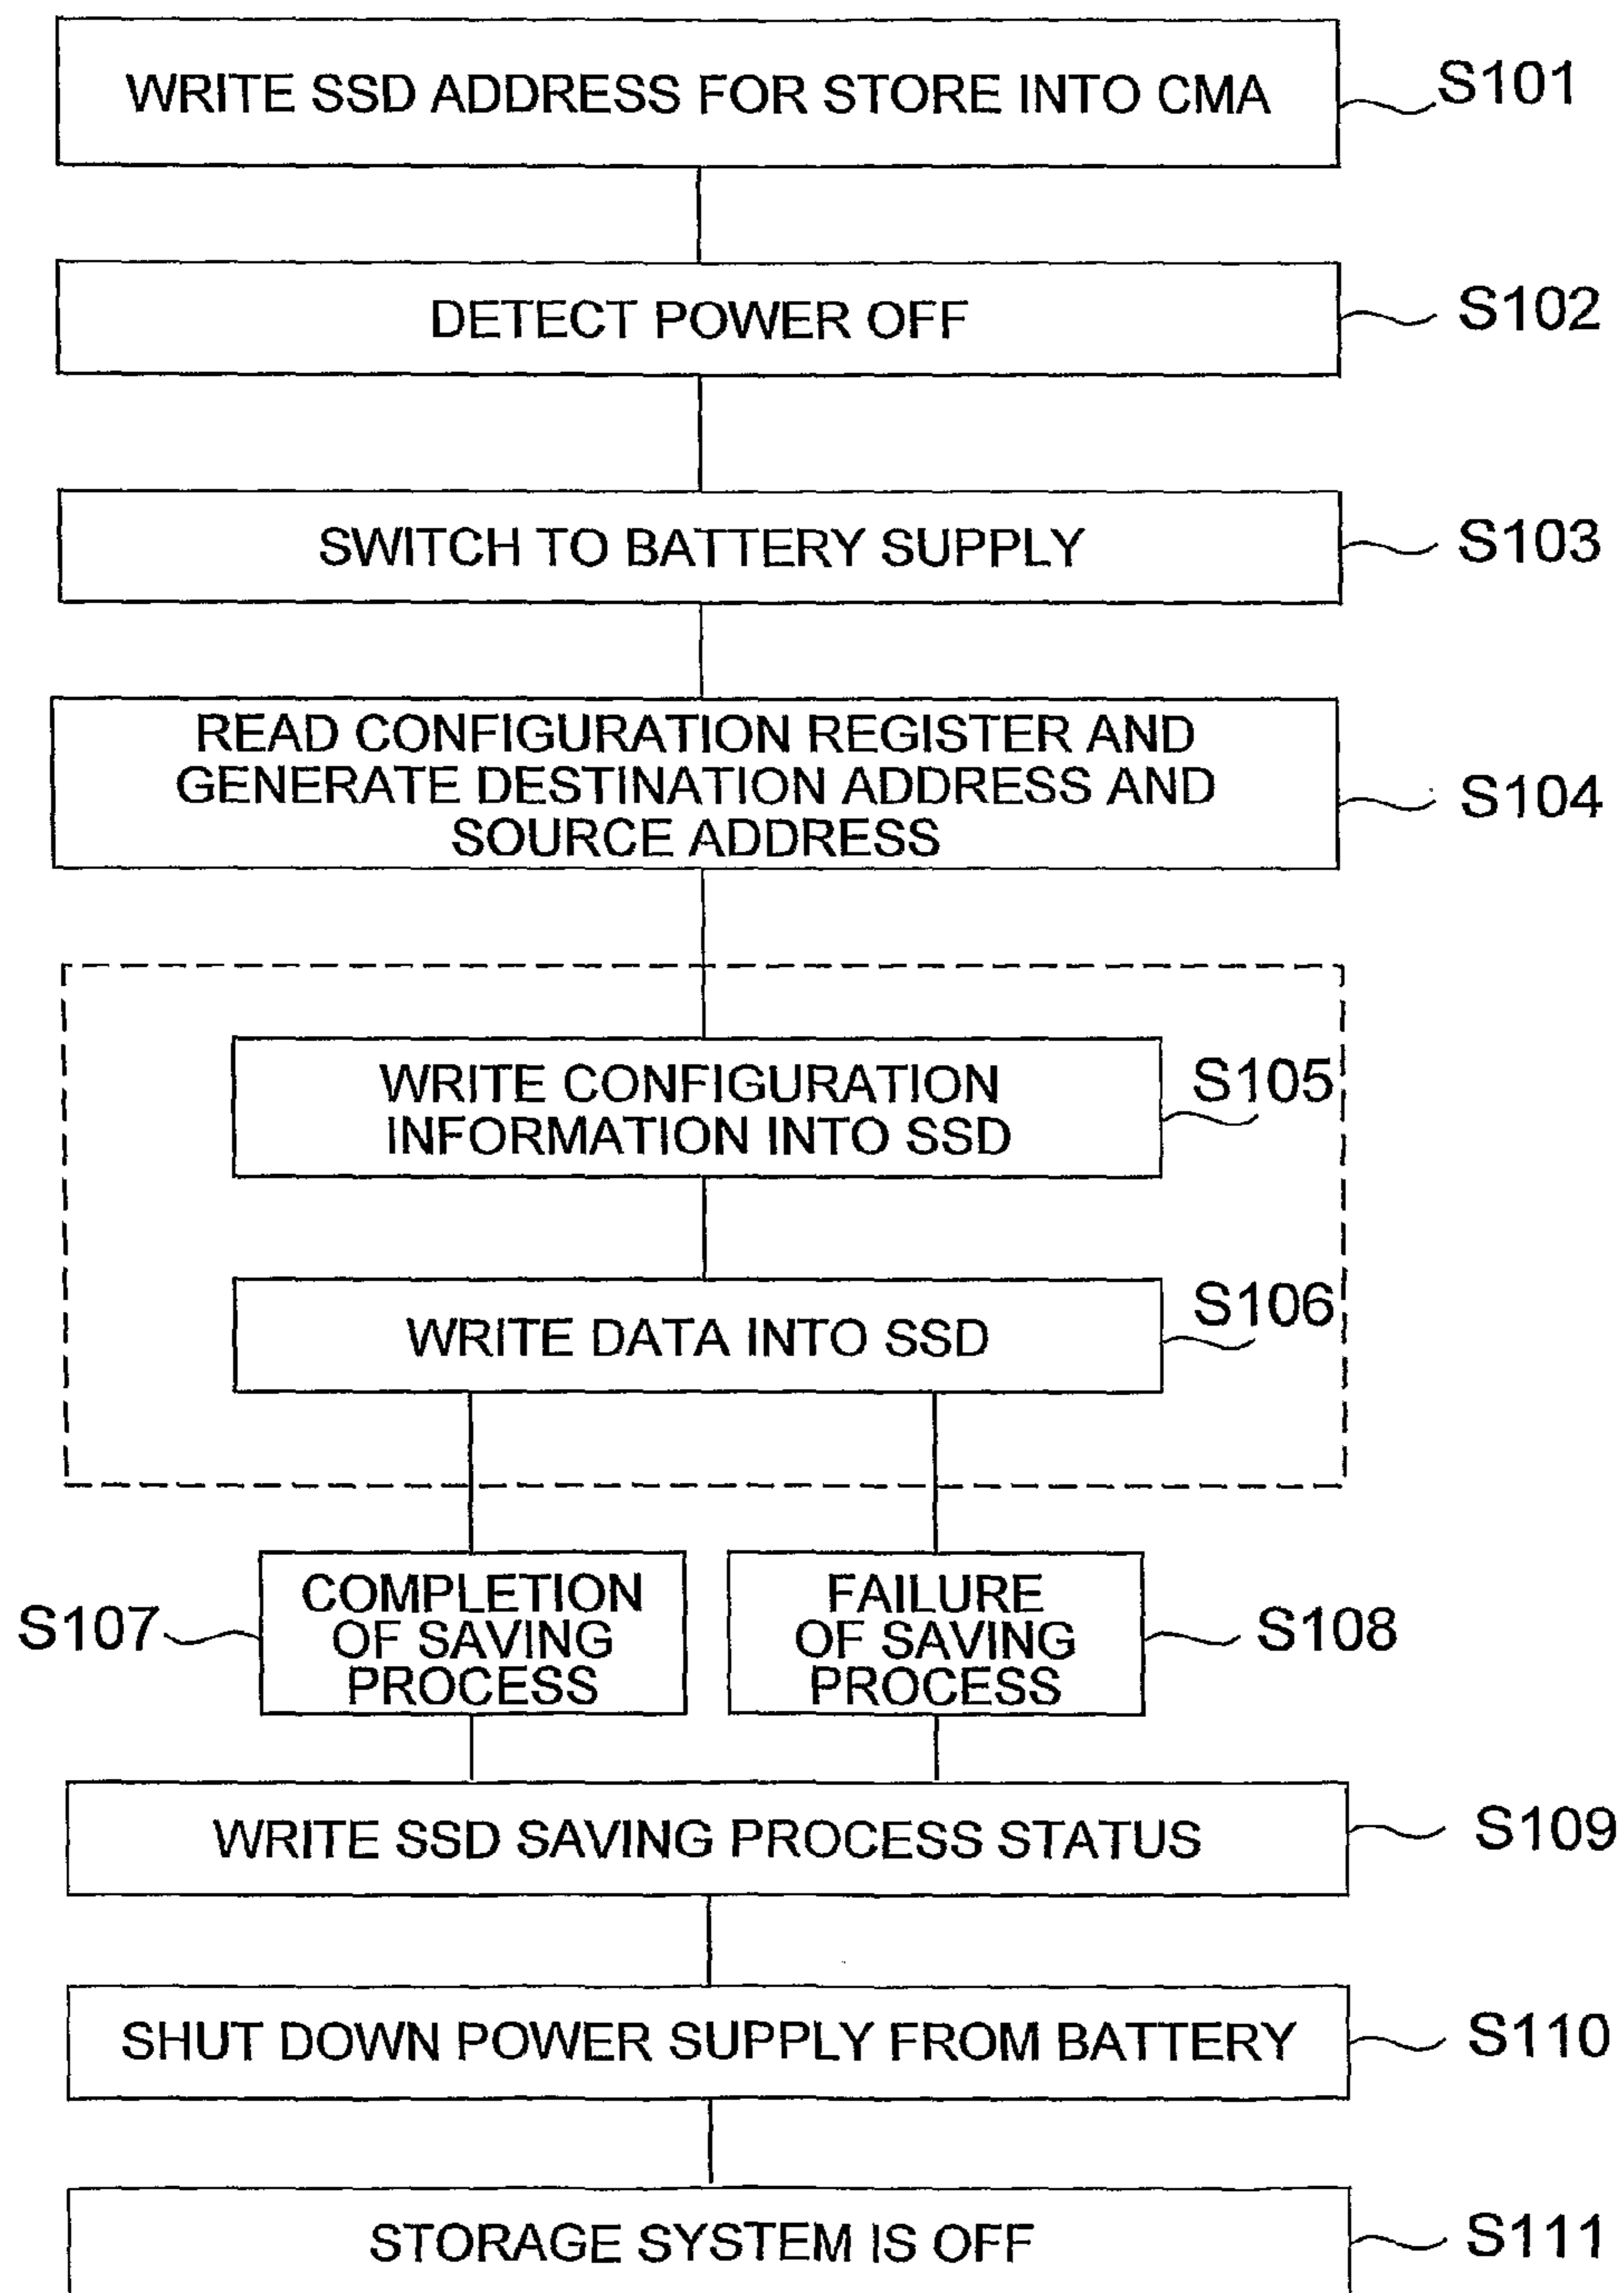 WRITE SSD ADDRESS FOR STORE INTO CMA
S101
DETECT POWER OFF
S102
SWITCH TO BATTERY SUPPLY
S103
READ CONFIGURATION REGISTER AND
GENERATE DESTINATION ADDRESS AND
SOURCE ADDRESS
S104
WRITE CONFIGURATION
INFORMATION INTO SSD
S105
WRITE DATA INTO SSD
S106
S107
COMPLETION
OF SAVING
PROCESS
FAILURE
OF SAVING
PROCESS
S108
WRITE SSD SAVING PROCESS STATUS
S109
SHUT DOWN POWER SUPPLY FROM BATTERY
S110
STORAGE SYSTEM IS OFF
S111